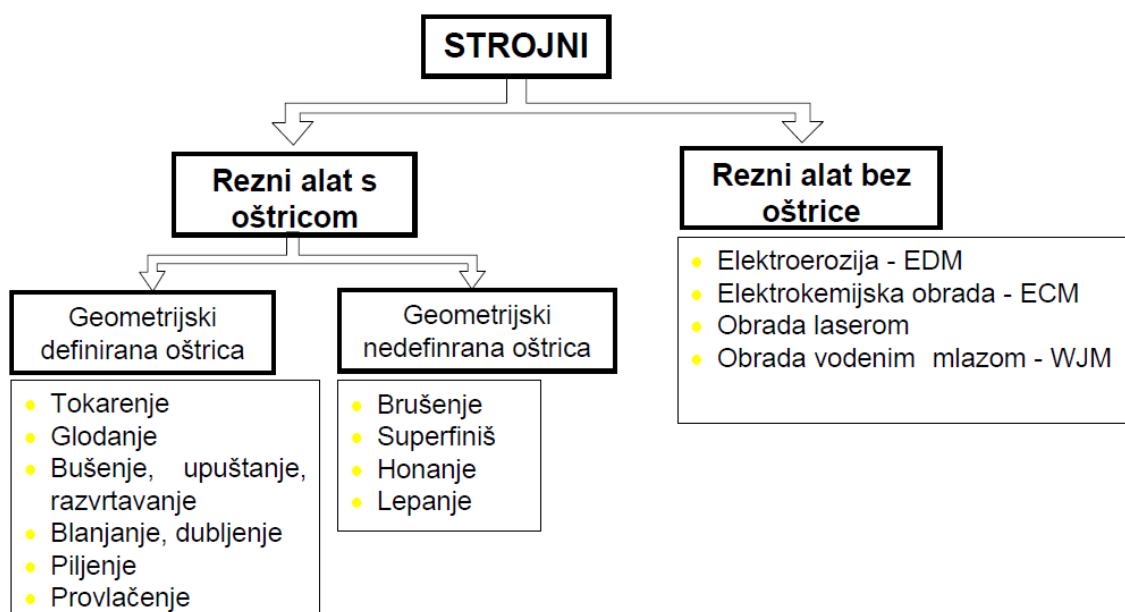 STROJNI
Rezni alat s
oštricom
Rezni alat bez
oštrice
Elektroerozija - EDM
Elektrokemijska obrada - ECM
Obrada laserom
Obrada vodenim mlazom - WJM
Geometrijski
definirana oštrica
Geometrijski
nedefinrana oštrica
Tokarenje
Glodanje
Bušenje, upuštanje,
razvrtavanje
Blanjanje, dubljenje
Piljenje
Provlačenje
Brušenje
Superfiniš
Honanje
Lepanje